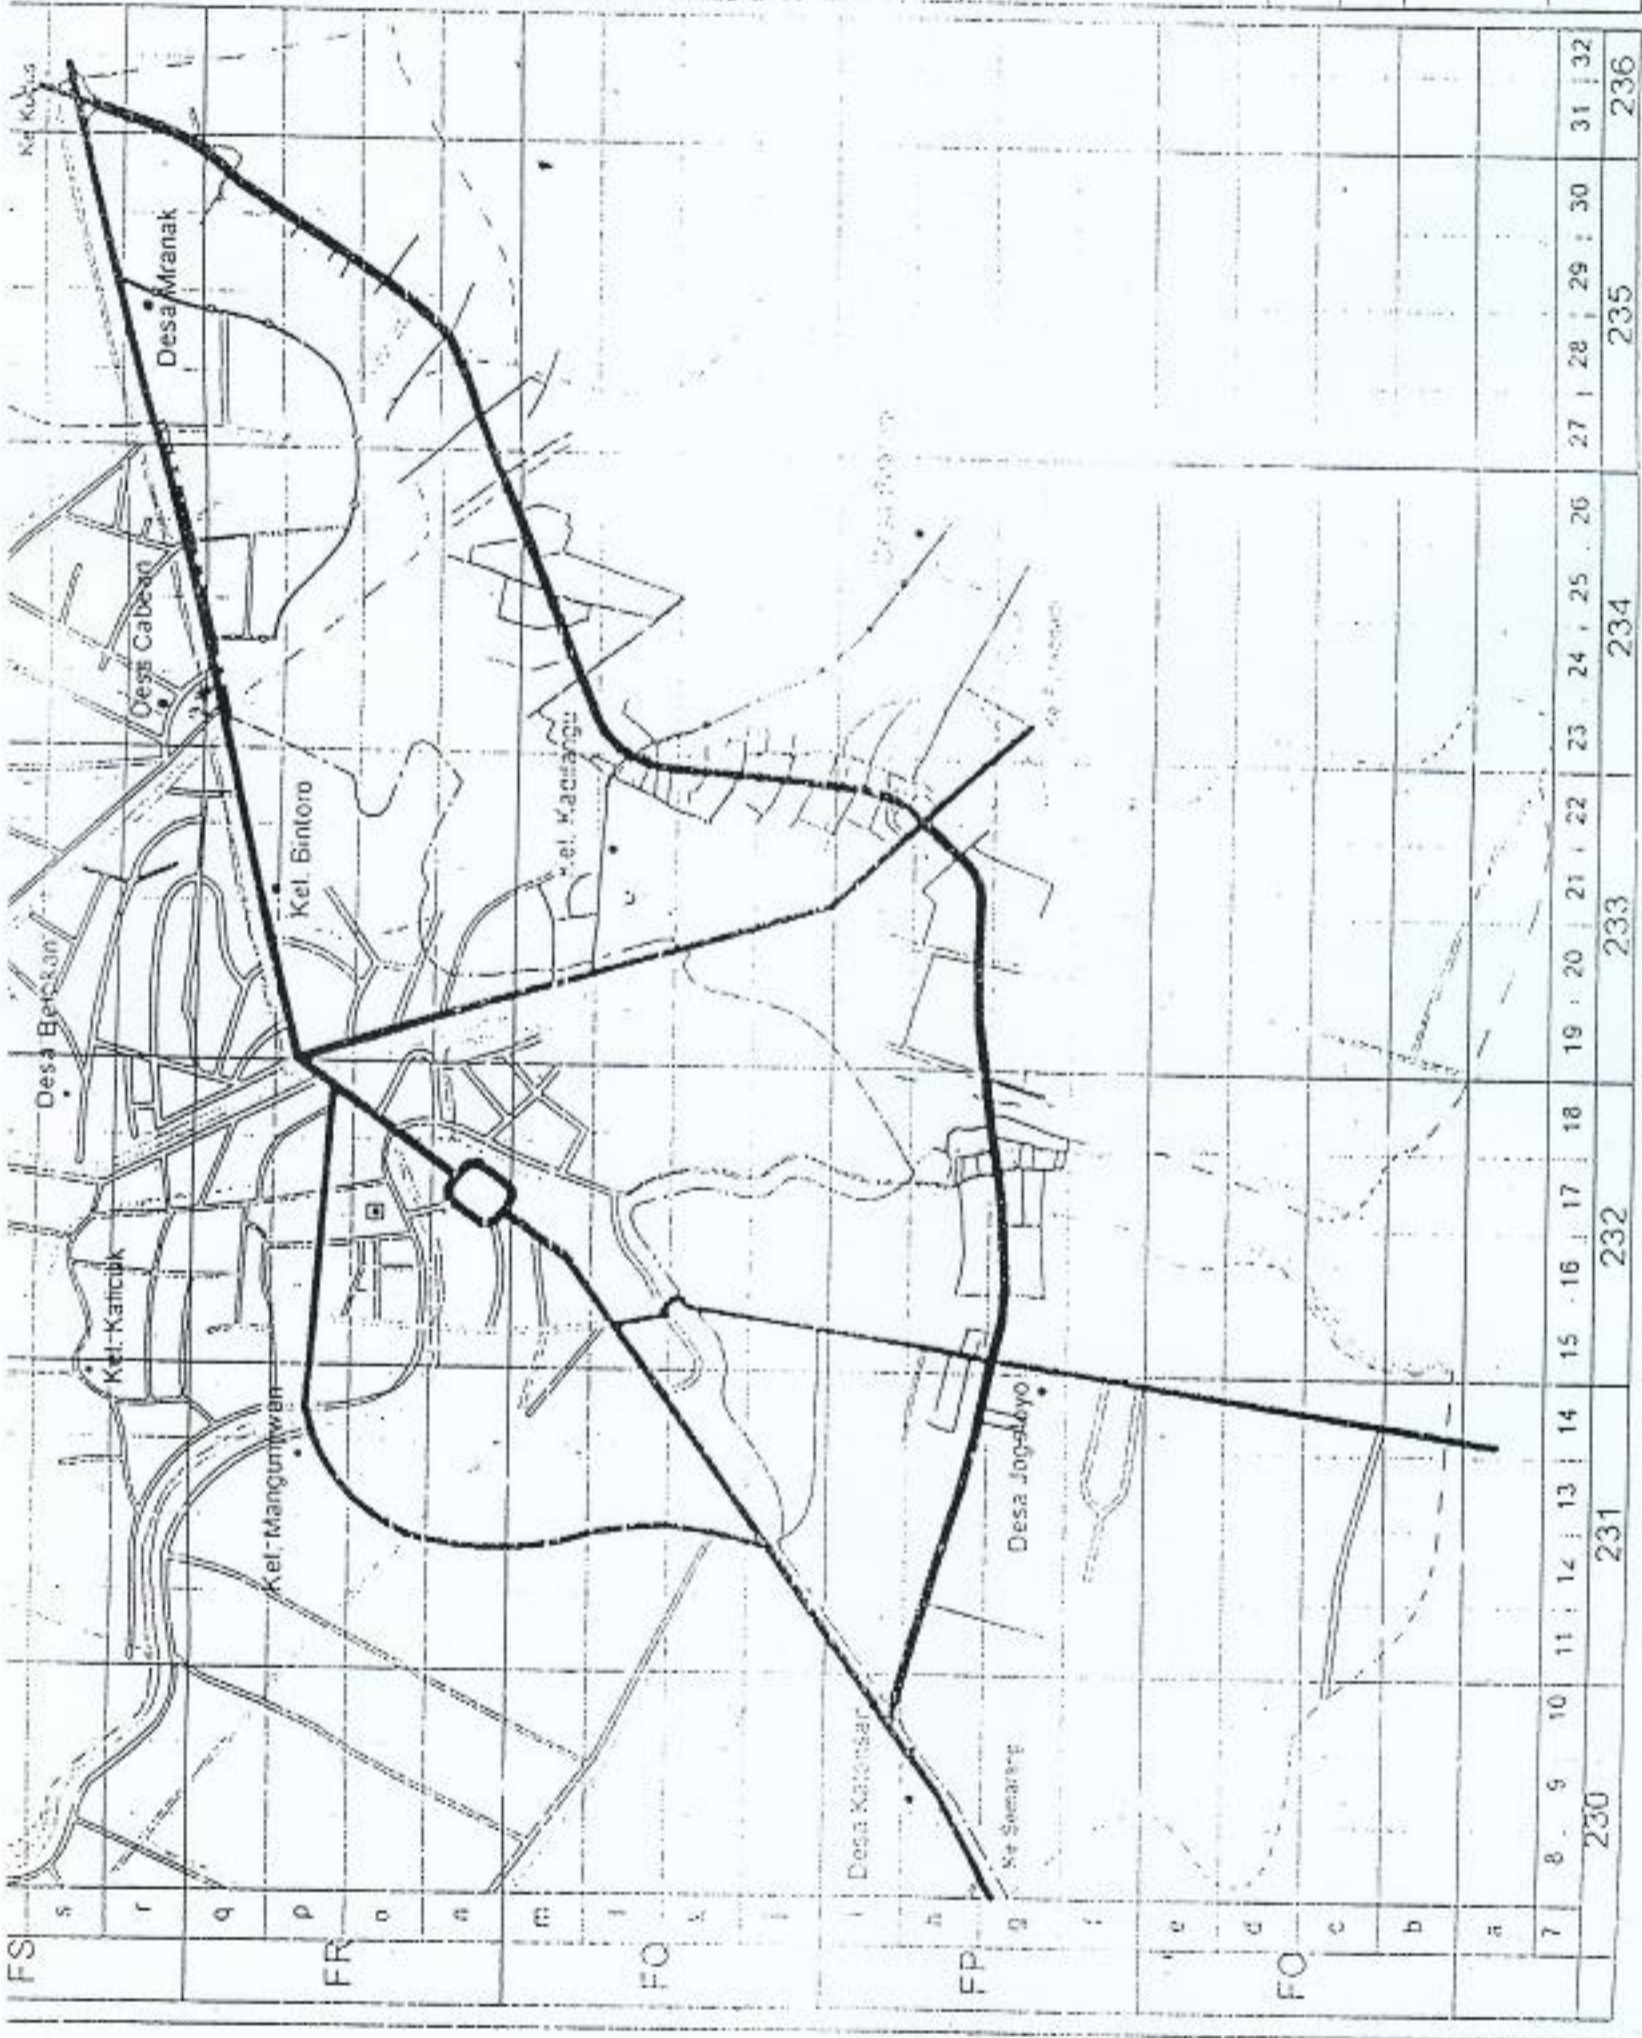 FS
FR
FQ
FP
FO
s
r
q
p
o
n
m
l
k
j
i
h
g
f
e
d
c
b
a
7
8 9 10 11 12 13 14 15 16 17 18 19 20 21 22 23 24 25 26 27 28 29 30 31 32
230 231 232 233 234 235 236
Desa Mranak
Desa Cabean
Kel. Bintoro
Kel. Kadilangu
Desa Betokan
Kel. Mangunjiwan
Desa Jogoloyo
Desa Katonsari
Ke Semarang
Ke Kudus